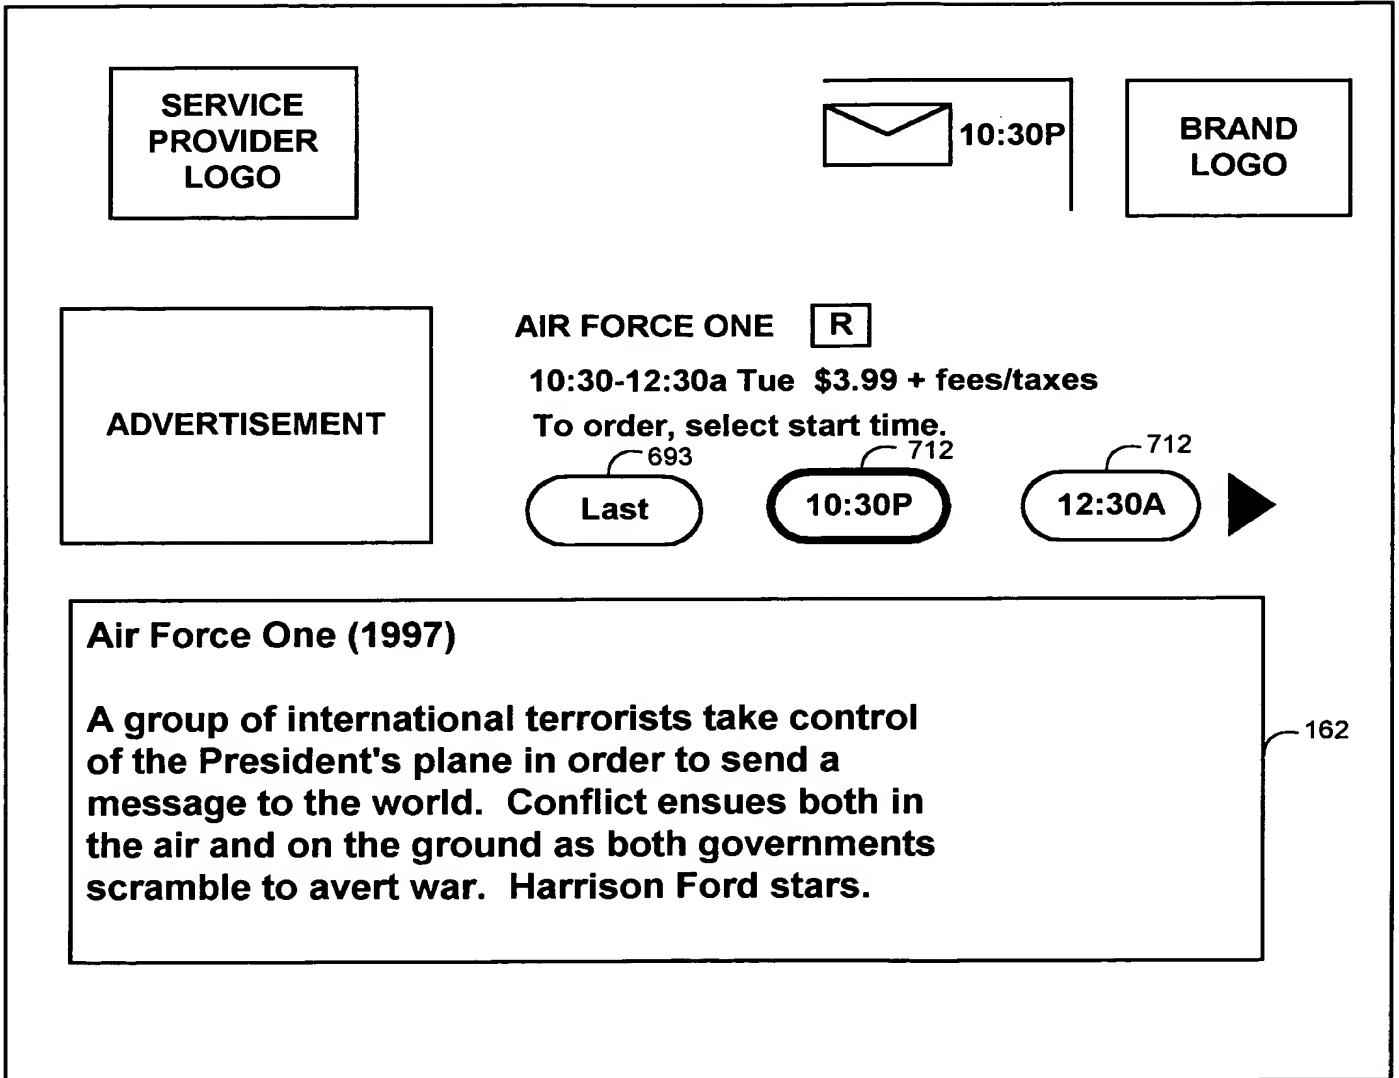 SERVICE
PROVIDER
LOGO
10:30P
BRAND
LOGO
ADVERTISEMENT
AIR FORCE ONE R
10:30-12:30a Tue $3.99 + fees/taxes
To order, select start time.
693 712 712
Last 10:30P 12:30A
Air Force One (1997)
A group of international terrorists take control
of the President's plane in order to send a
message to the world. Conflict ensues both in
the air and on the ground as both governments
scramble to avert war. Harrison Ford stars.
162